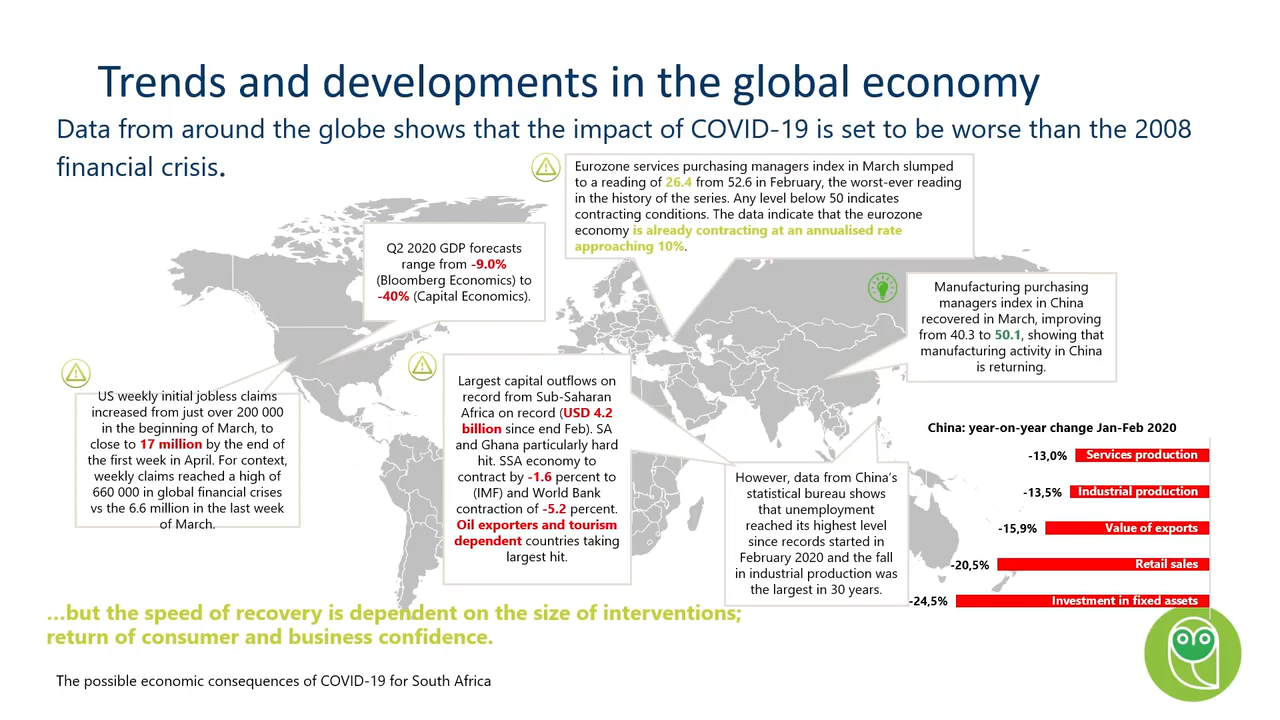 Trends and developments in the global economy
Data from around the globe shows that the impact of COVID-19 is set to be worse than the 2008
financial crisis.
Eurozone services purchasing managers index in March slumped
to a reading of 26.4 from 52.6 in February, the worst-ever reading
in the history of the series. Any level below 50 indicates
contracting conditions. The data indicate that the eurozone
economy is already contracting at an annualised rate
approaching 10%.
Q2 2020 GDP forecasts
range from -9.0%
(Bloomberg Economics) to
-40% (Capital Economics).
Manufacturing purchasing
managers index in China
recovered in March, improving
from 40.3 to 50.1, showing that
manufacturing activity in China
is returning.
US weekly initial jobless claims
increased from just over 200 000
in the beginning of March, to
close to 17 million by the end of
the first week in April. For context,
weekly claims reached a high of
660 000 in global financial crises
vs the 6.6 million in the last week
of March.
Largest capital outflows on
record from Sub-Saharan
Africa on record (USD 4.2
billion since end Feb). SA
and Ghana particularly hard
hit. SSA economy to
contract by -1.6 percent to
(IMF) and World Bank
contraction of -5.2 percent.
Oil exporters and tourism
dependent countries taking
largest hit.
However, data from China's
statistical bureau shows
that unemployment
reached its highest level
since records started in
February 2020 and the fall
in industrial production was
the largest in 30 years.
China: year-on-year change Jan-Feb 2020
-13,0% Services production
-13,5% Industrial production
-15,9% Value of exports
-20,5% Retail sales
-24,5% Investment in fixed assets
...but the speed of recovery is dependent on the size of interventions;
return of consumer and business confidence.
The possible economic consequences of COVID-19 for South Africa